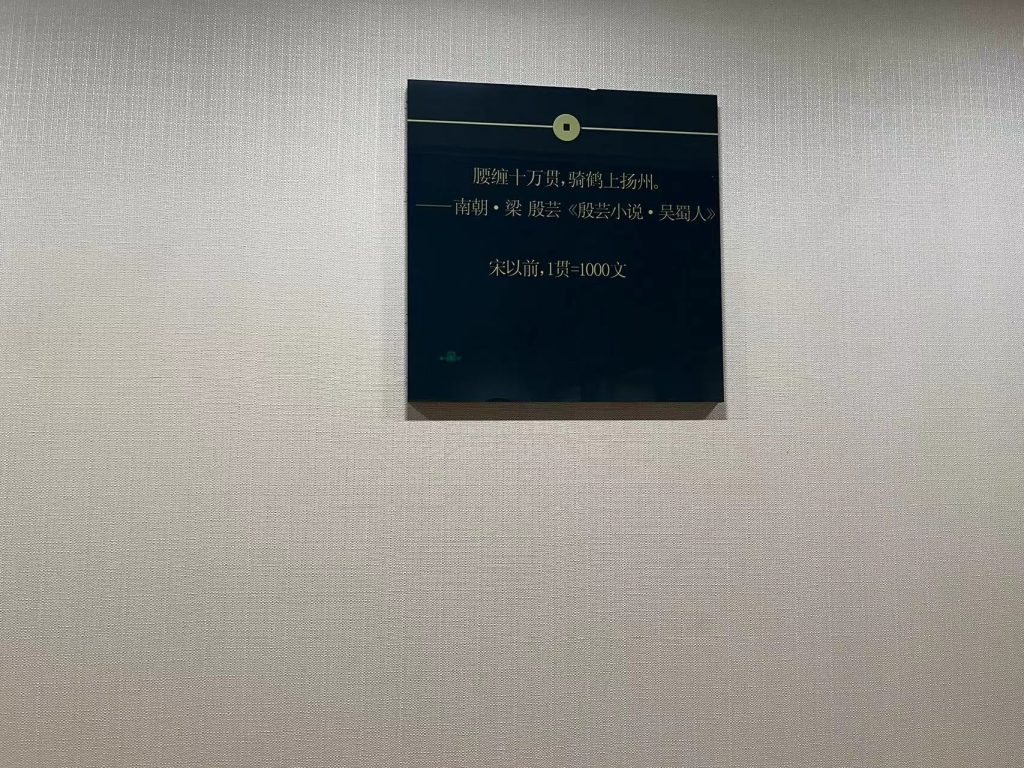 腰缠十万贯，骑鹤上扬州。
——南朝·梁 殷芸《殷芸小说·吴蜀人》
宋以前，1贯=1000文